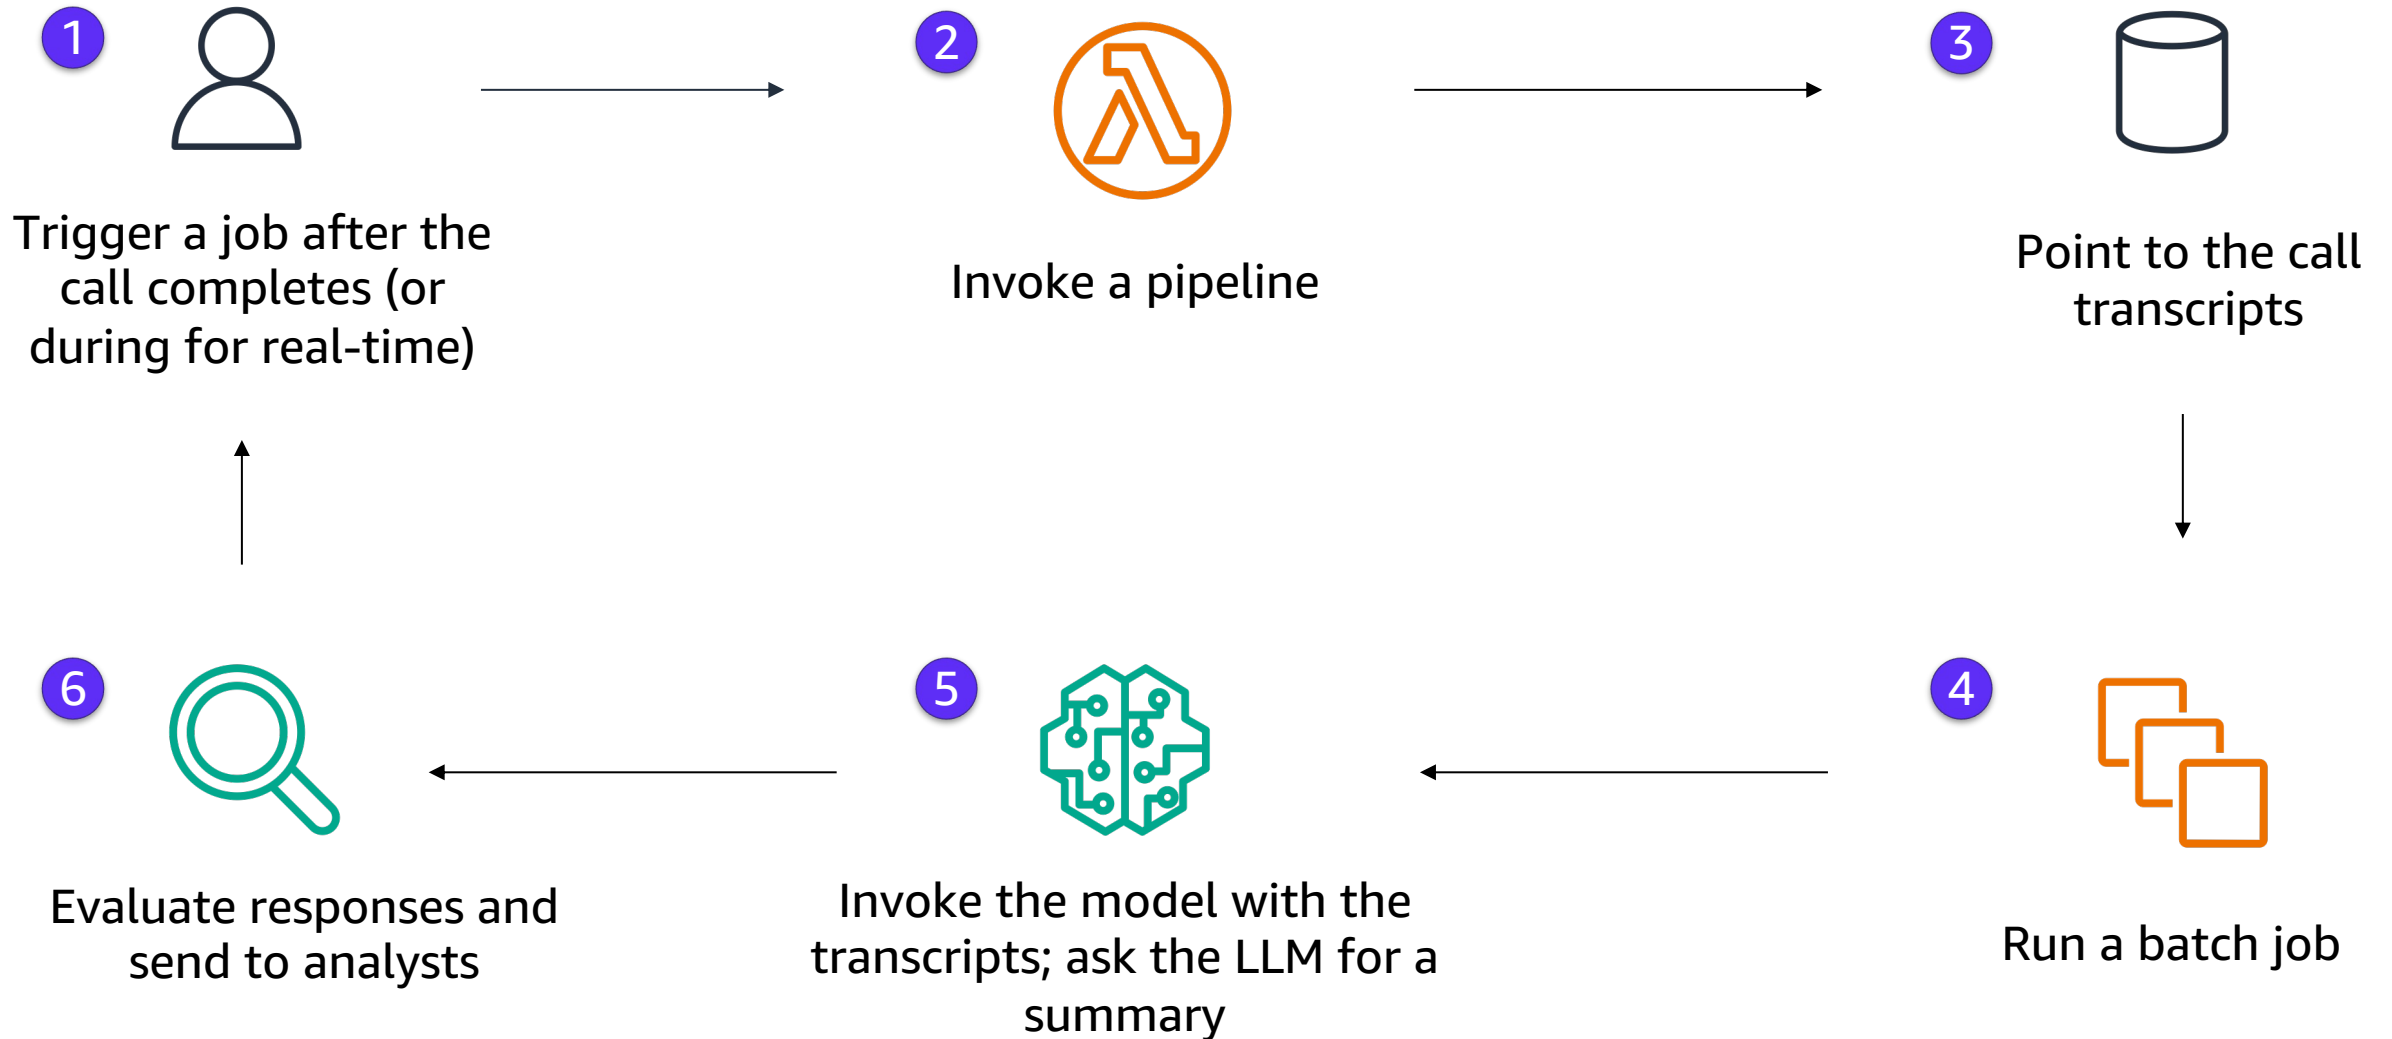 1
Trigger a job after the
call completes (or
during for real-time)
2
Invoke a pipeline
3
Point to the call
transcripts
4
Run a batch job
5
Invoke the model with the
transcripts; ask the LLM for a
summary
6
Evaluate responses and
send to analysts